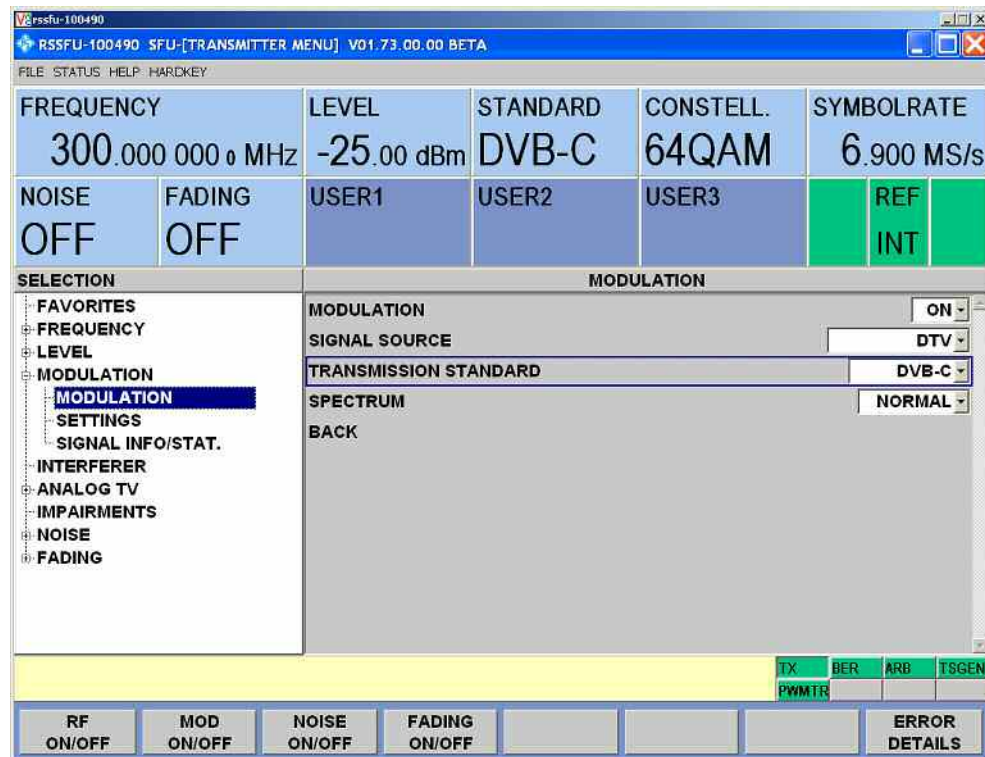 rssfu-100490
RSSFU-100490 SFU-[TRANSMITTER MENU] V01.73.00.00 BETA
FILE STATUS HELP HARDKEY
FREQUENCY LEVEL STANDARD CONSTELL. SYMBOLRATE
300.000 000 0 MHz -25.00 dBm DVB-C 64QAM 6.900 MS/s
NOISE FADING USER1 USER2 USER3 REF
OFF OFF INT
SELECTION MODULATION
FAVORITES
FREQUENCY
LEVEL
MODULATION
MODULATION
SETTINGS
SIGNAL INFO/STAT.
INTERFERER
ANALOG TV
IMPAIRMENTS
NOISE
FADING
MODULATION ON
SIGNAL SOURCE DTV
TRANSMISSION STANDARD DVB-C
SPECTRUM NORMAL
BACK
TX BER ARB TSGEN
PWMTR
RF ON/OFF
MOD ON/OFF
NOISE ON/OFF
FADING ON/OFF
ERROR DETAILS